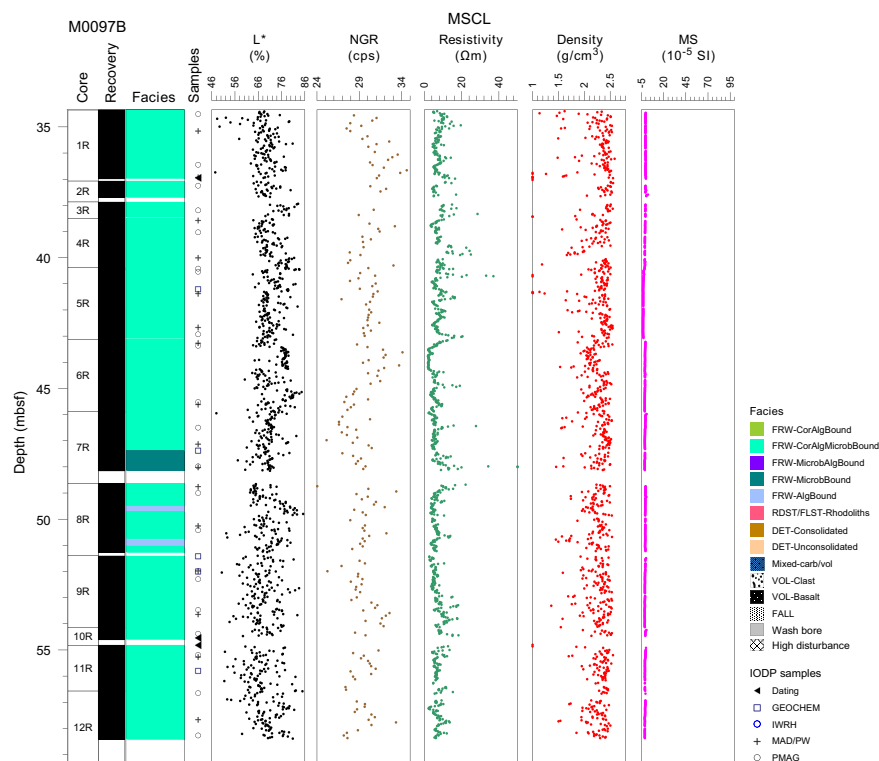 M0097B
MSCL
L*
(%)
NGR
(cps)
Resistivity
(Ωm)
Density
(g/cm³)
MS
(10⁻⁵ SI)
Core
Recovery
Facies
Samples
46 56 66 76 86
24 29 34
0 20 40
1 1.5 2 2.5
-5 20 45 70 95
Depth (mbsf)
35
40
45
50
55
1R
2R
3R
4R
5R
6R
7R
8R
9R
10R
11R
12R
Facies
FRW-CorAlgBound
FRW-CorAlgMicrobBound
FRW-MicrobAlgBound
FRW-MicrobBound
FRW-AlgBound
RDST/FLST-Rhodoliths
DET-Consolidated
DET-Unconsolidated
Mixed-carb/vol
VOL-Clast
VOL-Basalt
FALL
Wash bore
High disturbance
IODP samples
Dating
GEOCHEM
IWRH
MAD/PW
PMAG